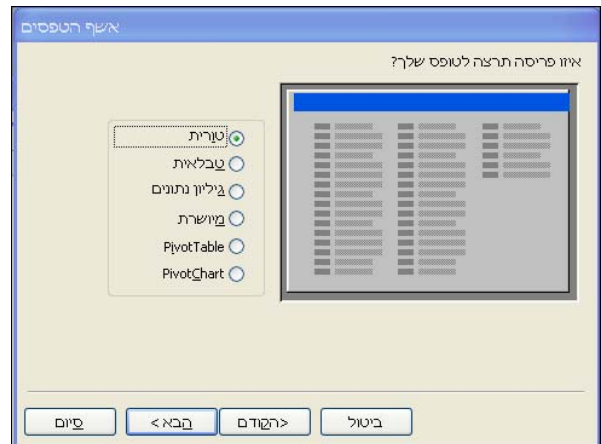 אשף הטפסים
איזו פריסה תרצה לטופס שלך?
טורית
טבלאית
גיליון נתונים
מיושרת
PivotTable
PivotChart
ביטול
<הקודם
הבא >
סיום